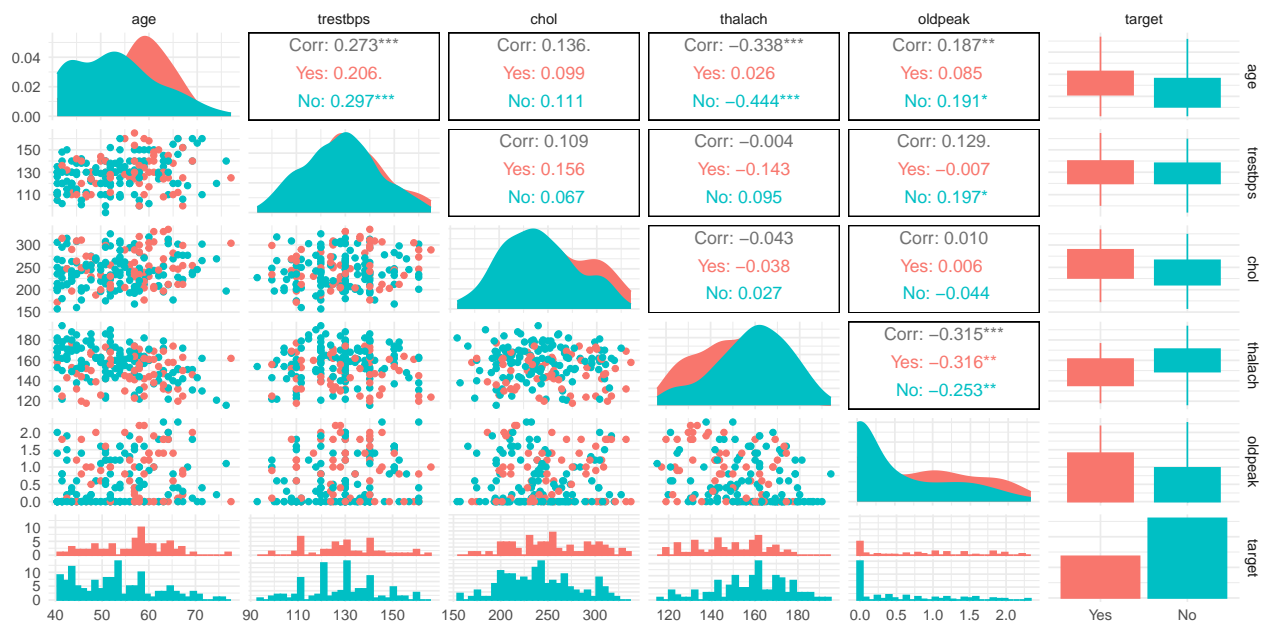 age trestbps chol thalach oldpeak target
0.04
0.02
0.00
Corr: 0.273***
Yes: 0.206.
No: 0.297***
Corr: 0.136.
Yes: 0.099
No: 0.111
Corr: −0.338***
Yes: 0.026
No: −0.444***
Corr: 0.187**
Yes: 0.085
No: 0.191*
age
150
130
110
Corr: 0.109
Yes: 0.156
No: 0.067
Corr: −0.004
Yes: −0.143
No: 0.095
Corr: 0.129.
Yes: −0.007
No: 0.197*
trestbps
300
250
200
150
Corr: −0.043
Yes: −0.038
No: 0.027
Corr: 0.010
Yes: 0.006
No: −0.044
chol
180
160
140
120
Corr: −0.315***
Yes: −0.316**
No: −0.253**
thalach
2.0
1.5
1.0
0.5
0.0
oldpeak
10
5
0
10
5
0
target
40 50 60 70
90 110 130 150
150 200 250 300
120 140 160 180
0.0 0.5 1.0 1.5 2.0
Yes No